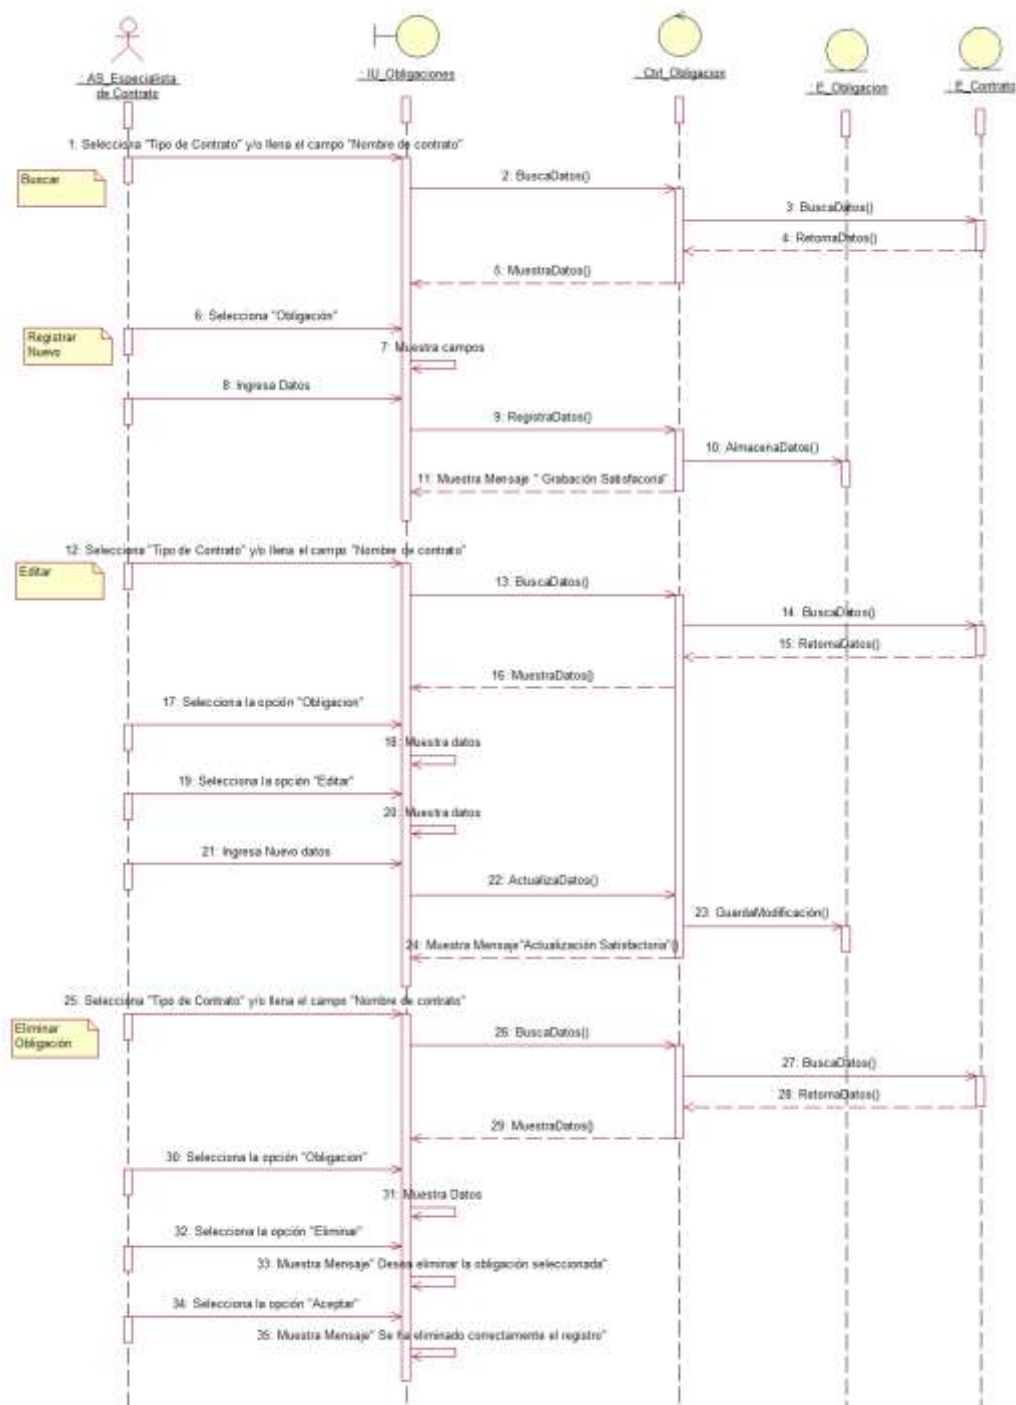 : AS_Especialista
de Contrato
: IU_Obligaciones
: Ctrl_Obligacion
: E_Obligacion
: E_Contrato
1: Selecciona "Tipo de Contrato" y/o llena el campo "Nombre de contrato"
Buscar
2: BuscaDatos()
3: BuscaDatos()
4: RetornaDatos()
5: MuestraDatos()
6: Selecciona "Obligación"
Registrar
Nuevo
7: Muestra campos
8: Ingresa Datos
9: RegistraDatos()
10: AlmacenaDatos()
11: Muestra Mensaje " Grabación Satisfacoria"
12: Selecciona "Tipo de Contrato" y/o llena el campo "Nombre de contrato"
Editar
13: BuscaDatos()
14: BuscaDatos()
15: RetornaDatos()
16: MuestraDatos()
17: Selecciona la opción "Obligacion"
18: Muestra datos
19: Selecciona la opción "Editar"
20: Muestra datos
21: Ingresa Nuevo datos
22: ActualizaDatos()
23: GuardaModificación()
24: Muestra Mensaje"Actualización Satisfactoria"()
25: Selecciona "Tipo de Contrato" y/o llena el campo "Nombre de contrato"
Eliminar
Obligación
26: BuscaDatos()
27: BuscaDatos()
28: RetornaDatos()
29: MuestraDatos()
30: Selecciona la opción "Obligacion"
31: Muestra Datos
32: Selecciona la opción "Eliminar"
33: Muestra Mensaje" Desea eliminar la obligación seleccionada"
34: Selecciona la opción "Aceptar"
35: Muestra Mensaje" Se ha eliminado correctamente el registro"